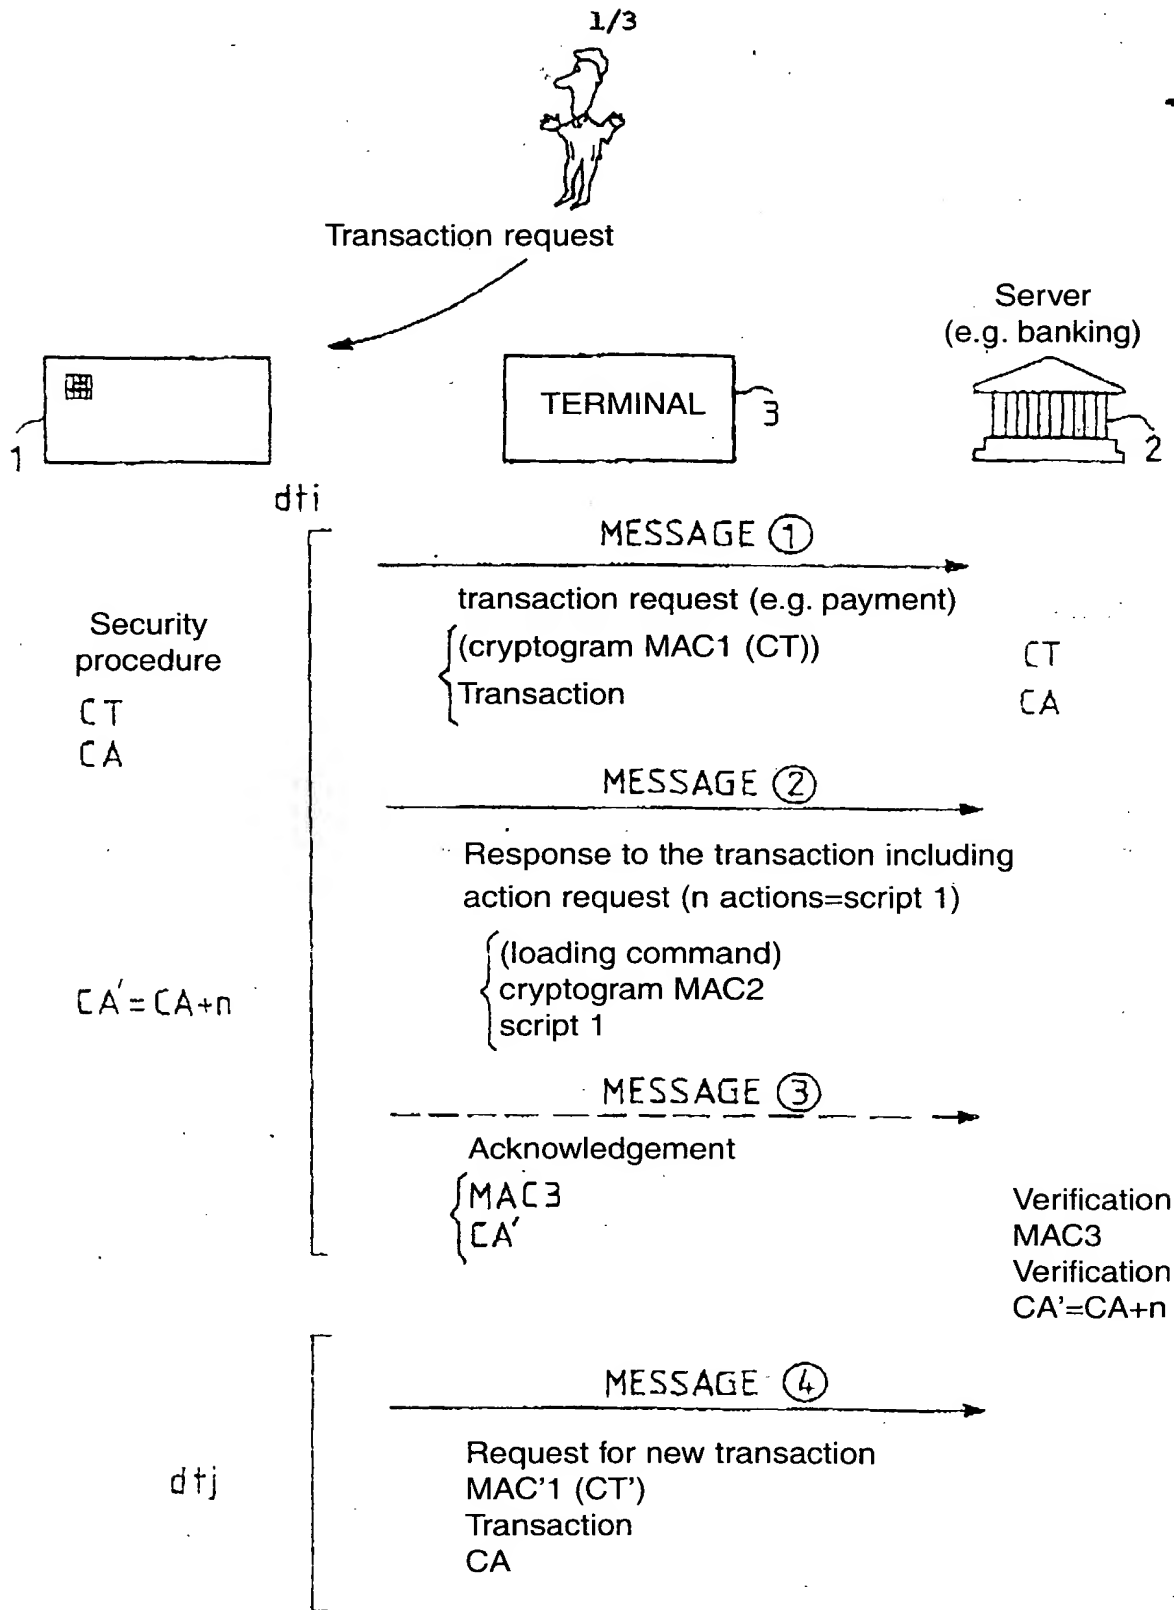 1/3
Transaction request
Server
(e.g. banking)
TERMINAL
3
1
2
dti
MESSAGE 1
transaction request (e.g. payment)
Security
procedure
CT
CA
(cryptogram MAC1 (CT))
Transaction
CT
CA
MESSAGE 2
Response to the transaction including
action request (n actions=script 1)
(loading command)
cryptogram MAC2
script 1
CA'=CA+n
MESSAGE 3
Acknowledgement
MAC3
CA'
Verification
MAC3
Verification
CA'=CA+n
MESSAGE 4
dtj
Request for new transaction
MAC'1 (CT')
Transaction
CA